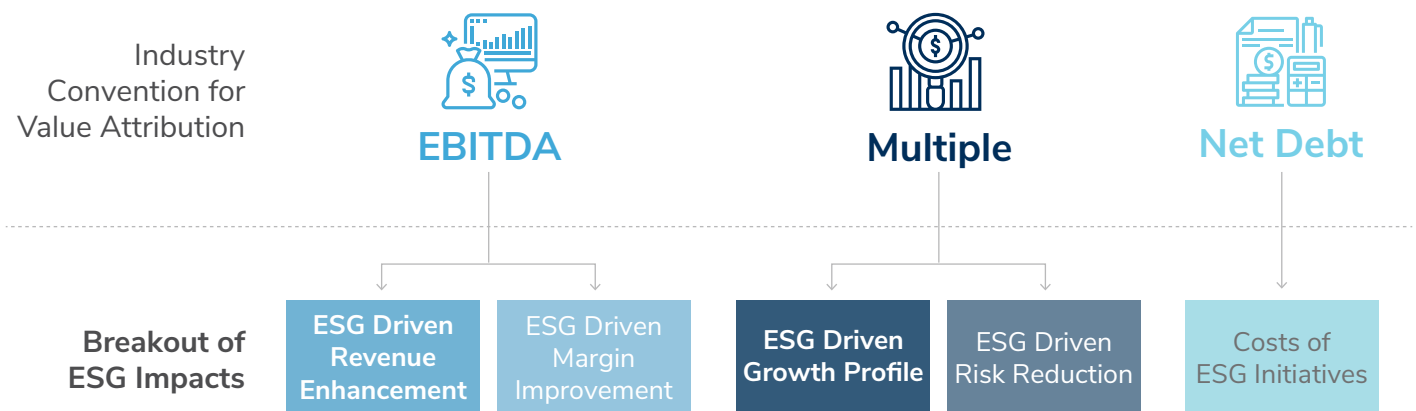 Industry
Convention for
Value Attribution
EBITDA
Multiple
Net Debt
Breakout of
ESG Impacts
ESG Driven
Revenue
Enhancement
ESG Driven
Margin
Improvement
ESG Driven
Growth Profile
ESG Driven
Risk Reduction
Costs of
ESG Initiatives